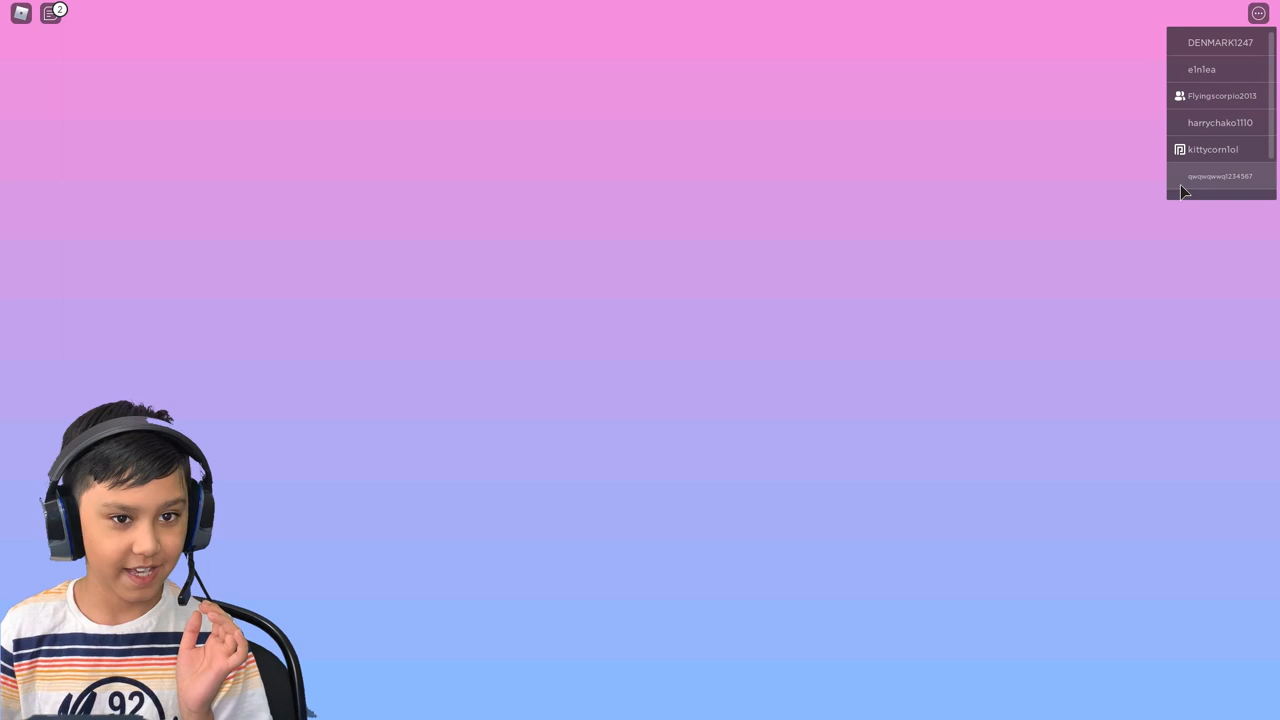 2
DENMARK1247
e1n1ea
Flyingscorpio2013
harrychako1110
kittycorn1ol
qwqwqwwq1234567
92